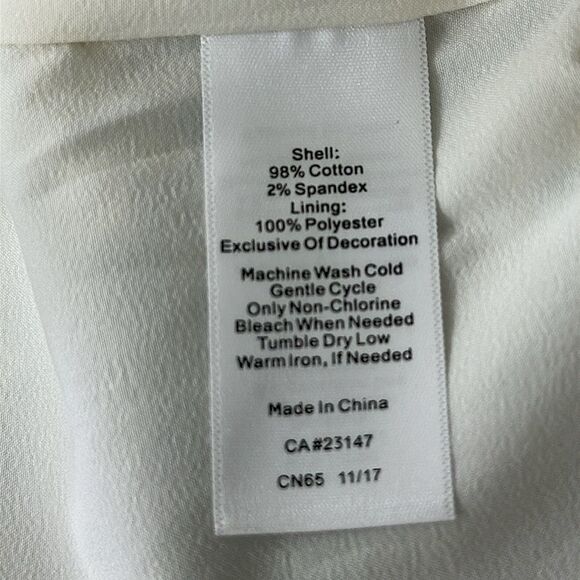 Shell:
98% Cotton
2% Spandex
Lining:
100% Polyester
Exclusive Of Decoration
Machine Wash Cold
Gentle Cycle
Only Non-Chlorine
Bleach When Needed
Tumble Dry Low
Warm Iron, If Needed
Made In China
CA#23147
CN65 11/17